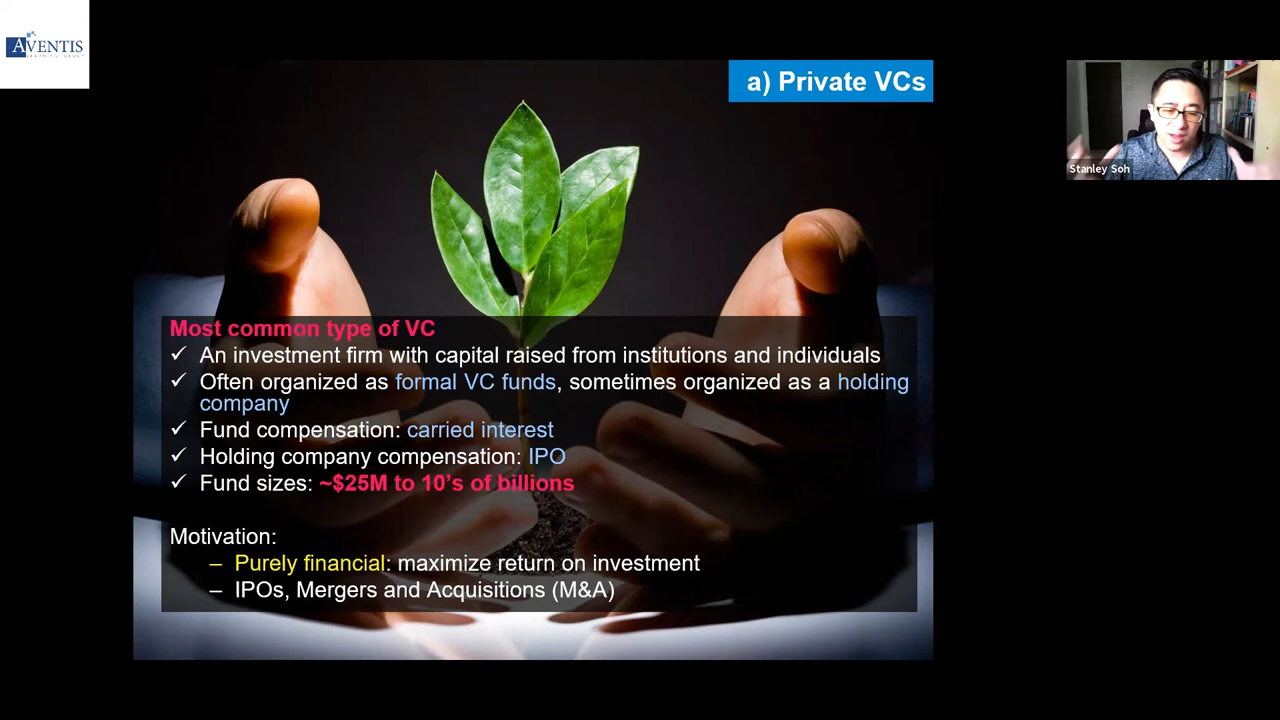 AVENTIS
a) Private VCs
Stanley Soh
Most common type of VC
✓ An investment firm with capital raised from institutions and individuals
✓ Often organized as formal VC funds, sometimes organized as a holding
company
✓ Fund compensation: carried interest
✓ Holding company compensation: IPO
✓ Fund sizes: ~$25M to 10’s of billions
Motivation:
– Purely financial: maximize return on investment
– IPOs, Mergers and Acquisitions (M&A)